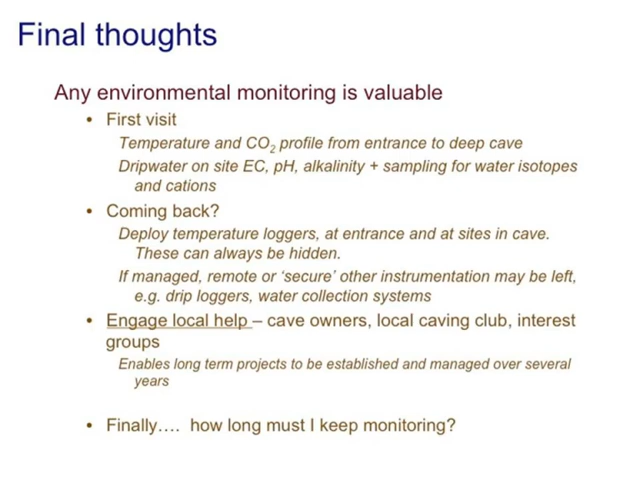 Final thoughts
Any environmental monitoring is valuable
• First visit
Temperature and CO₂ profile from entrance to deep cave
Dripwater on site EC, pH, alkalinity + sampling for water isotopes
and cations
• Coming back?
Deploy temperature loggers, at entrance and at sites in cave.
These can always be hidden.
If managed, remote or ‘secure’ other instrumentation may be left,
e.g. drip loggers, water collection systems
• Engage local help – cave owners, local caving club, interest
groups
Enables long term projects to be established and managed over several
years
• Finally…. how long must I keep monitoring?